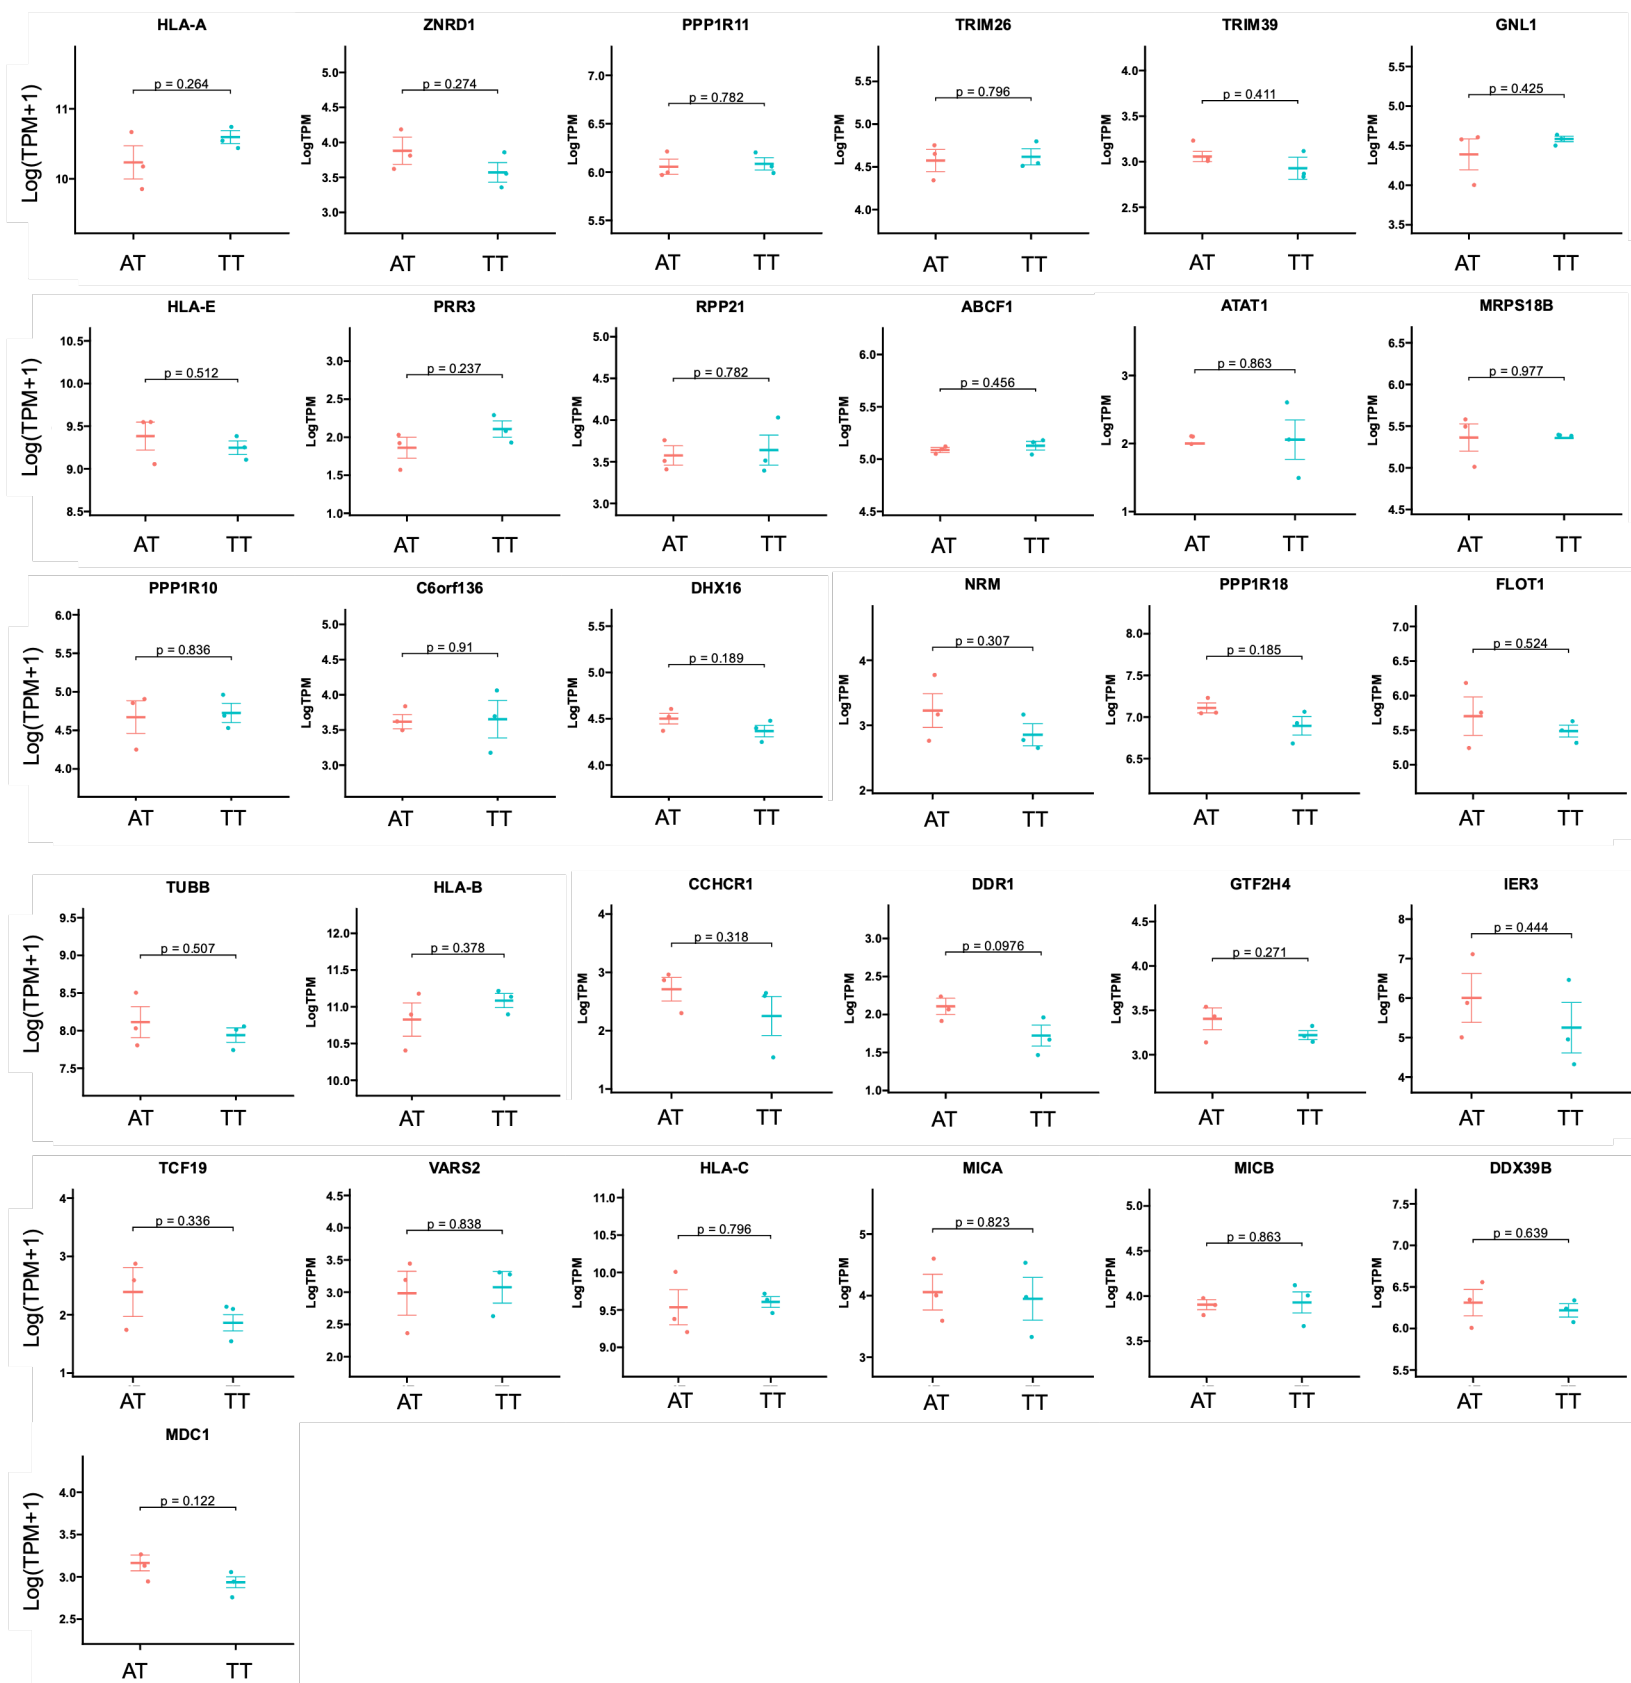 HLA-A ZNRD1 PPP1R11 TRIM26 TRIM39 GNL1
Log(TPM+1) 11 10 p = 0.264 AT TT
LogTPM 5.0 4.5 4.0 3.5 3.0 p = 0.274 AT TT
LogTPM 7.0 6.5 6.0 5.5 p = 0.782 AT TT
LogTPM 5.5 5.0 4.5 4.0 p = 0.796 AT TT
LogTPM 4.0 3.5 3.0 2.5 p = 0.411 AT TT
LogTPM 5.5 5.0 4.5 4.0 3.5 p = 0.425 AT TT
HLA-E PRR3 RPP21 ABCF1 ATAT1 MRPS18B
Log(TPM+1) 10.5 10.0 9.5 9.0 8.5 p = 0.512 AT TT
LogTPM 3.0 2.5 2.0 1.5 1.0 p = 0.237 AT TT
LogTPM 5.0 4.5 4.0 3.5 3.0 p = 0.782 AT TT
LogTPM 6.0 5.5 5.0 4.5 p = 0.456 AT TT
LogTPM 3 2 1 p = 0.863 AT TT
LogTPM 6.5 6.0 5.5 5.0 4.5 p = 0.977 AT TT
PPP1R10 C6orf136 DHX16 NRM PPP1R18 FLOT1
Log(TPM+1) 6.0 5.5 5.0 4.5 4.0 p = 0.836 AT TT
LogTPM 5.0 4.5 4.0 3.5 3.0 p = 0.91 AT TT
LogTPM 5.5 5.0 4.5 4.0 p = 0.189 AT TT
LogTPM 4 3 2 p = 0.307 AT TT
LogTPM 8.0 7.5 7.0 6.5 p = 0.185 AT TT
LogTPM 7.0 6.5 6.0 5.5 5.0 p = 0.524 AT TT
TUBB HLA-B CCHCR1 DDR1 GTF2H4 IER3
Log(TPM+1) 9.5 9.0 8.5 8.0 7.5 p = 0.507 AT TT
LogTPM 12.0 11.5 11.0 10.5 10.0 p = 0.378 AT TT
LogTPM 4 3 2 1 p = 0.318 AT TT
LogTPM 3.0 2.5 2.0 1.5 1.0 p = 0.0976 AT TT
LogTPM 4.5 4.0 3.5 3.0 p = 0.271 AT TT
LogTPM 8 7 6 5 4 p = 0.444 AT TT
TCF19 VARS2 HLA-C MICA MICB DDX39B
Log(TPM+1) 4 3 2 1 p = 0.336 AT TT
LogTPM 4.5 4.0 3.5 3.0 2.5 2.0 p = 0.838 AT TT
LogTPM 11.0 10.5 10.0 9.5 9.0 p = 0.796 AT TT
LogTPM 5 4 3 p = 0.823 AT TT
LogTPM 5.0 4.5 4.0 3.5 p = 0.863 AT TT
LogTPM 7.5 7.0 6.5 6.0 5.5 p = 0.639 AT TT
MDC1
Log(TPM+1) 4.0 3.5 3.0 2.5 p = 0.122 AT TT